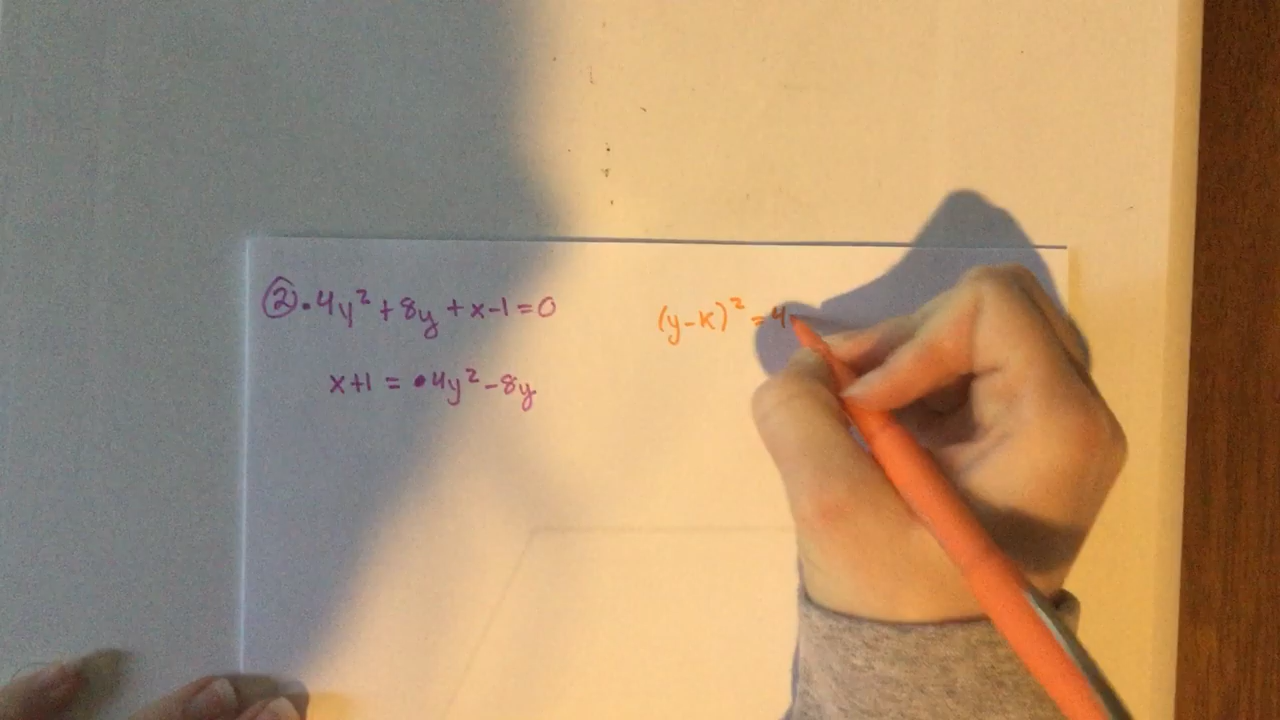 ② .4y² + 8y + x-1 = 0
(y-k)² = 4
x+1 = .4y² - 8y